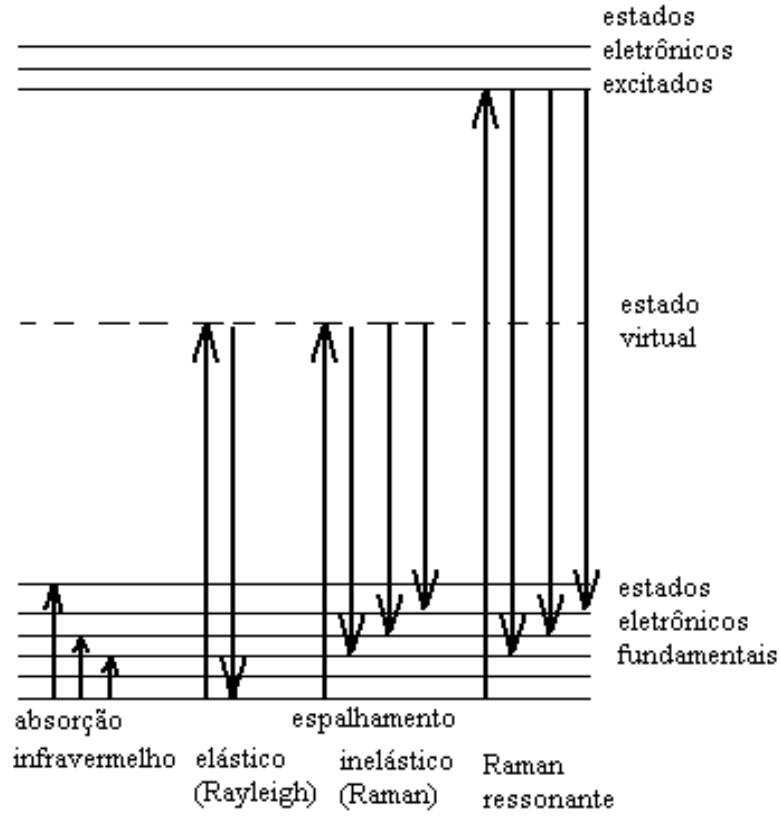 estados
eletrônicos
excitados
estado
virtual
estados
eletrônicos
fundamentais
absorção
infravermelho
espalhamento
elástico
(Rayleigh)
inelástico
(Raman)
Raman
ressonante